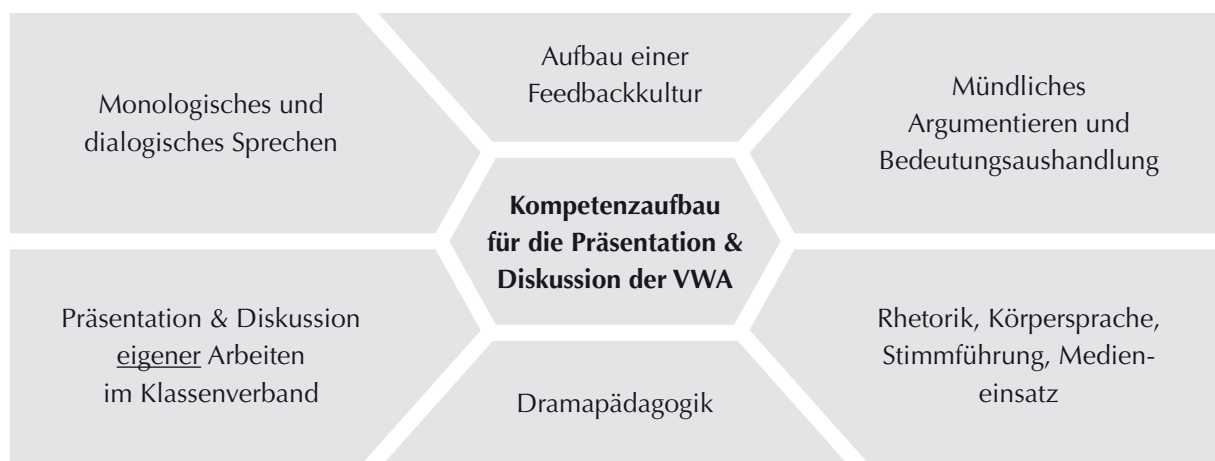 Monologisches und
dialogisches Sprechen
Aufbau einer
Feedbackkultur
Mündliches
Argumentieren und
Bedeutungsaushandlung
Kompetenzaufbau
für die Präsentation &
Diskussion der VWA
Präsentation & Diskussion
eigener Arbeiten
im Klassenverband
Dramapädagogik
Rhetorik, Körpersprache,
Stimmführung, Medien-
einsatz